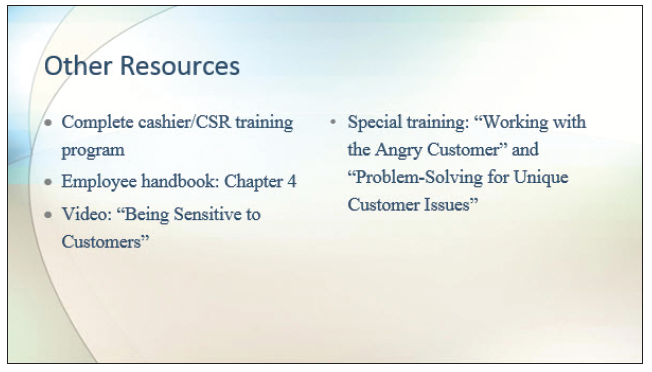 Other Resources
• Complete cashier/CSR training
program
• Employee handbook: Chapter 4
• Video: “Being Sensitive to
Customers”
• Special training: “Working with
the Angry Customer” and
“Problem-Solving for Unique
Customer Issues”